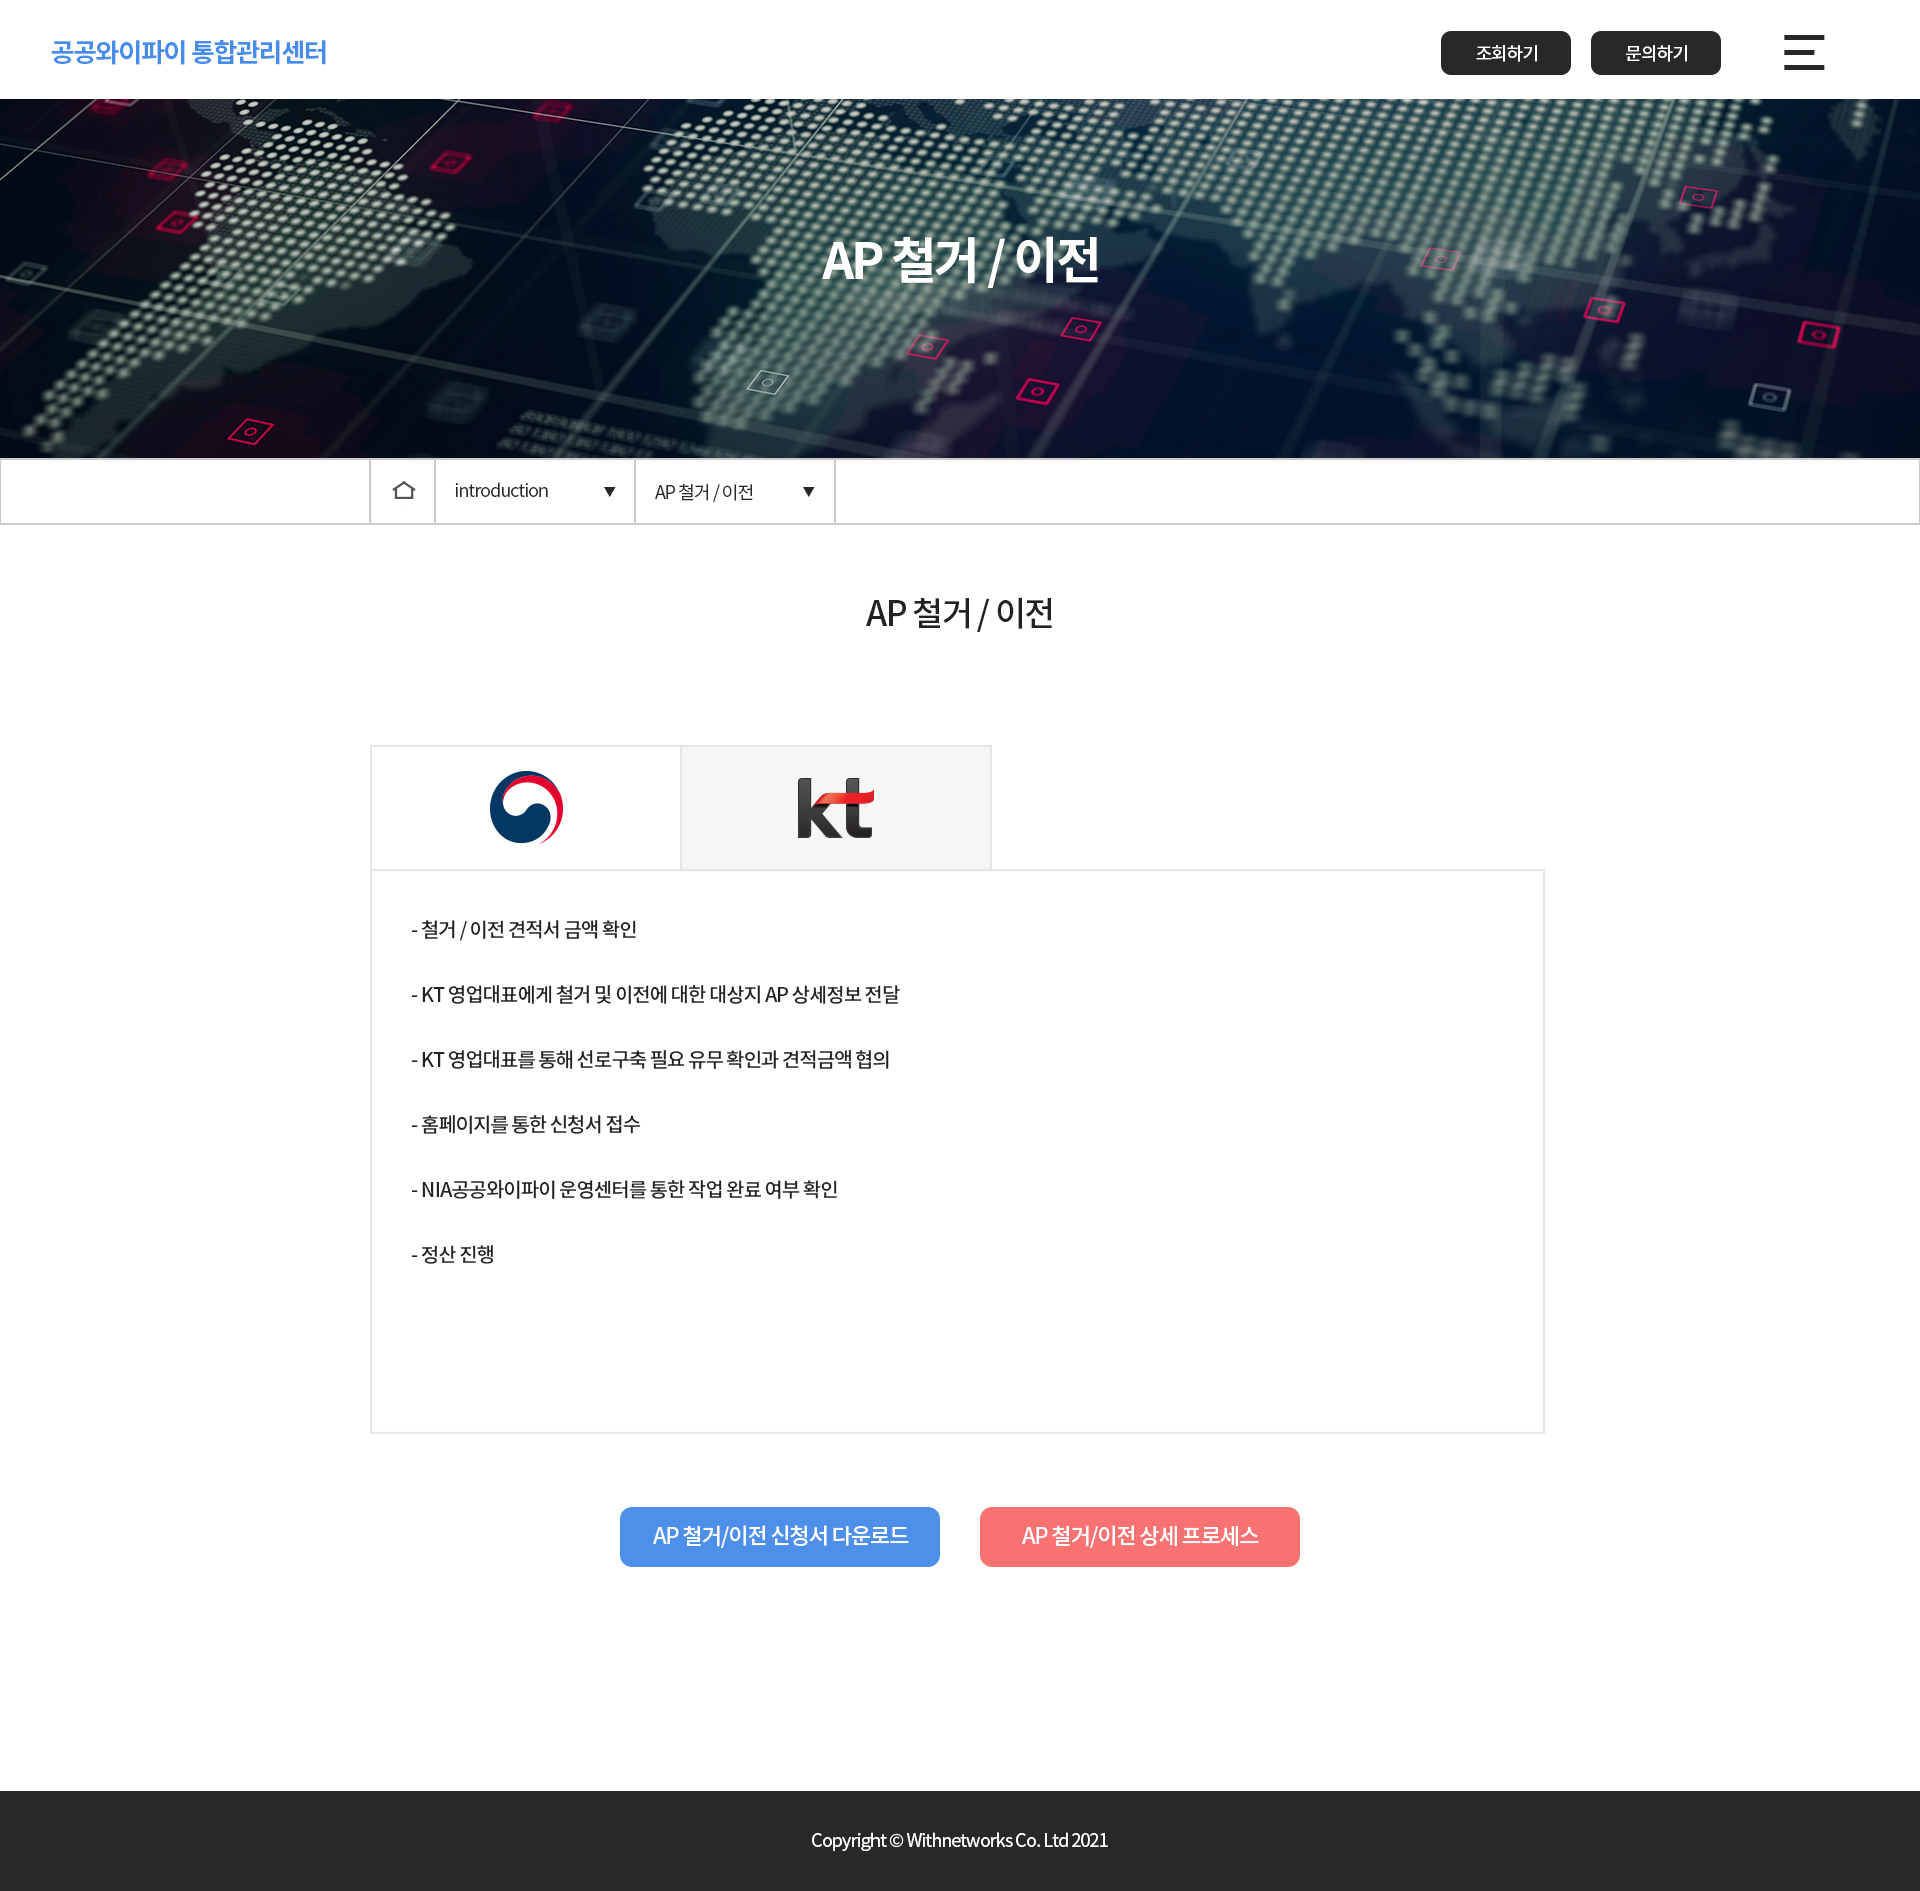 공공와이파이 통합관리센터
조회하기
문의하기
AP 철거 / 이전
introduction ▼
AP 철거 / 이전 ▼
AP 철거 / 이전
kt
- 철거 / 이전 견적서 금액 확인
- KT 영업대표에게 철거 및 이전에 대한 대상지 AP 상세정보 전달
- KT 영업대표를 통해 선로구축 필요 유무 확인과 견적금액 협의
- 홈페이지를 통한 신청서 접수
- NIA공공와이파이 운영센터를 통한 작업 완료 여부 확인
- 정산 진행
AP 철거/이전 신청서 다운로드
AP 철거/이전 상세 프로세스
Copyright © Withnetworks Co. Ltd 2021